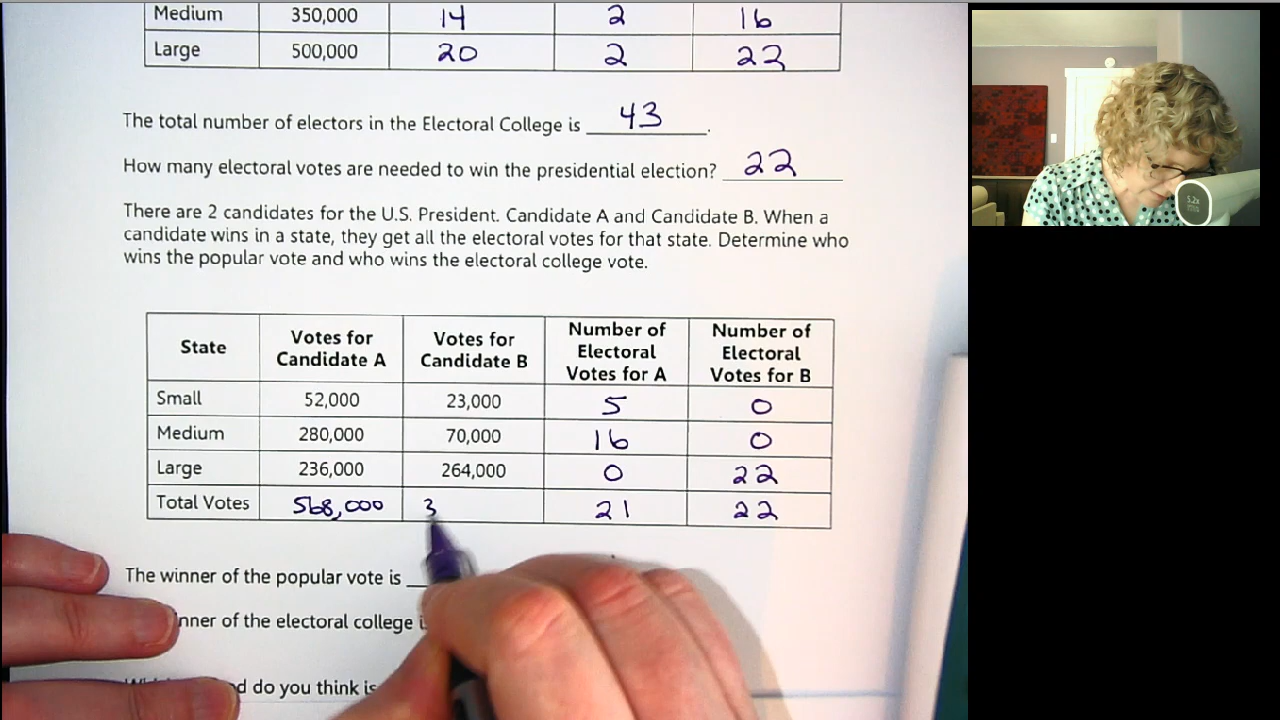 Medium 350,000 14 2 16
Large 500,000 20 2 22
The total number of electors in the Electoral College is 43.
How many electoral votes are needed to win the presidential election? 22
There are 2 candidates for the U.S. President. Candidate A and Candidate B. When a
candidate wins in a state, they get all the electoral votes for that state. Determine who
wins the popular vote and who wins the electoral college vote.
State Votes for Candidate A Votes for Candidate B Number of Electoral Votes for A Number of Electoral Votes for B
Small 52,000 23,000 5 0
Medium 280,000 70,000 16 0
Large 236,000 264,000 0 22
Total Votes 568,000 3 21 22
The winner of the popular vote is
nner of the electoral college
do you think is